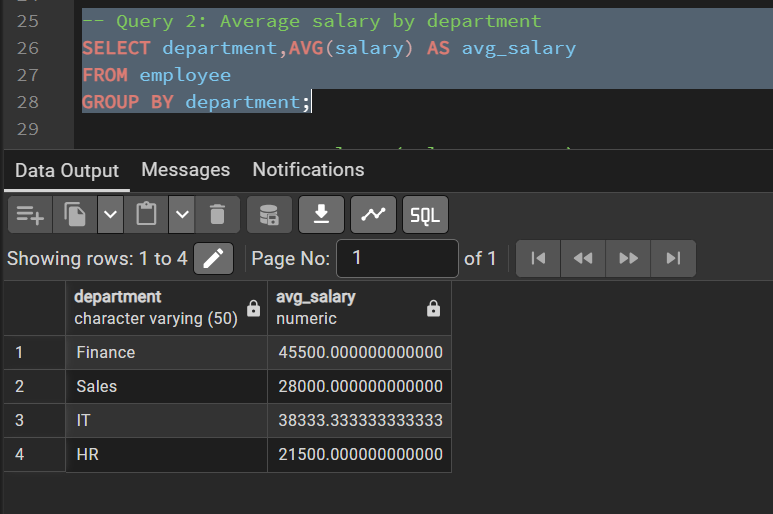 25 -- Query 2: Average salary by department
26 SELECT department,AVG(salary) AS avg_salary
27 FROM employee
28 GROUP BY department;
29
Data Output Messages Notifications
SQL
Showing rows: 1 to 4 Page No: 1 of 1
department avg_salary
character varying (50) numeric
1 Finance 45500.000000000000
2 Sales 28000.000000000000
3 IT 38333.333333333333
4 HR 21500.000000000000